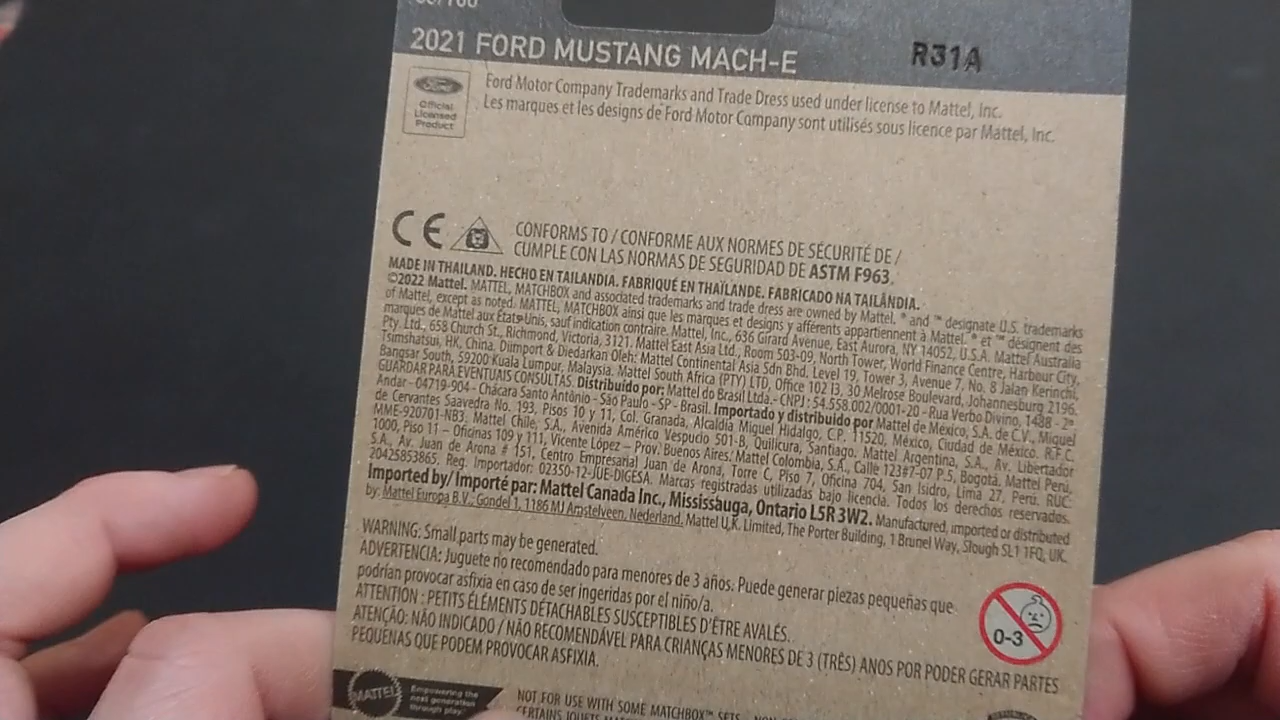 2021 FORD MUSTANG MACH-E
R31A
Ford
Official
Licensed
Product
Ford Motor Company Trademarks and Trade Dress used under license to Mattel, Inc.
Les marques et les designs de Ford Motor Company sont utilisés sous licence par Mattel, Inc.
CE
CONFORMS TO / CONFORME AUX NORMES DE SÉCURITÉ DE /
CUMPLE CON LAS NORMAS DE SEGURIDAD DE ASTM F963.
MADE IN THAILAND. HECHO EN TAILANDIA. FABRIQUÉ EN THAÏLANDE. FABRICADO NA TAILÂNDIA.
©2022 Mattel. MATTEL, MATCHBOX and associated trademarks and trade dress are owned by Mattel. ® and ™ designate U.S. trademarks
of Mattel, except as noted. MATTEL, MATCHBOX ainsi que les marques et designs y afférents appartiennent à Mattel. ® et ™ désignent des
marques de Mattel aux États-Unis, sauf indication contraire. Mattel, Inc., 636 Girard Avenue, East Aurora, NY 14052, U.S.A. Mattel Australia
Pty. Ltd., 658 Church St., Richmond, Victoria, 3121. Mattel East Asia Ltd., Room 503-09, North Tower, World Finance Centre, Harbour City,
Tsimshatsui, HK, China. Diimport & Diedarkan Oleh: Mattel Continental Asia Sdn Bhd. Level 19, Tower 3, Avenue 7, No. 8 Jalan Kerinchi,
Bangsar South, 59200 Kuala Lumpur, Malaysia. Mattel South Africa (PTY) LTD, Office 102 I3, 30 Melrose Boulevard, Johannesburg 2196.
GUARDAR PARA EVENTUAIS CONSULTAS. Distribuído por: Mattel do Brasil Ltda.- CNPJ : 54.558.002/0001-20 - Rua Verbo Divino, 1488 - 2º
Andar - 04719-904 - Chácara Santo Antônio - São Paulo - SP - Brasil. Importado y distribuido por Mattel de México, S.A. de C.V., Miguel
de Cervantes Saavedra No. 193, Pisos 10 y 11, Col. Granada, Alcaldía Miguel Hidalgo, C.P. 11520, México, Ciudad de México. R.F.C.
MME-920701-NB3. Mattel Chile, S.A., Avenida Américo Vespucio 501-B, Quilicura, Santiago. Mattel Argentina, S.A., Av. Libertador
1000, Piso 11 – Oficinas 109 y 111, Vicente López – Prov. Buenos Aires. Mattel Colombia, S.A., Calle 123#7-07 P.5, Bogotá. Mattel Perú,
S.A., Av. Juan de Arona # 151, Centro Empresarial Juan de Arona, Torre C, Piso 7, Oficina 704, San Isidro, Lima 27, Perú. RUC:
20425853865. Reg. Importador: 02350-12-JUE-DIGESA. Marcas registradas utilizadas bajo licencia. Todos los derechos reservados.
Imported by/ Importé par: Mattel Canada Inc., Mississauga, Ontario L5R 3W2. Manufactured, imported or distributed
by: Mattel Europa B.V., Gondel 1, 1186 MJ Amstelveen, Nederland. Mattel U.K. Limited, The Porter Building, 1 Brunel Way, Slough SL1 1FQ, UK.
WARNING: Small parts may be generated.
ADVERTENCIA: Juguete no recomendado para menores de 3 años. Puede generar piezas pequeñas que
podrían provocar asfixia en caso de ser ingeridas por el niño/a.
ATTENTION : PETITS ÉLÉMENTS DÉTACHABLES SUSCEPTIBLES D'ÊTRE AVALÉS.
ATENÇÃO: NÃO INDICADO / NÃO RECOMENDÁVEL PARA CRIANÇAS MENORES DE 3 (TRÊS) ANOS POR PODER GERAR PARTES
PEQUENAS QUE PODEM PROVOCAR ASFIXIA.
0-3
MATTEL
Empowering the
next generation
through play.
NOT FOR USE WITH SOME MATCHBOX™ SETS.
CERTAINS JOUETS